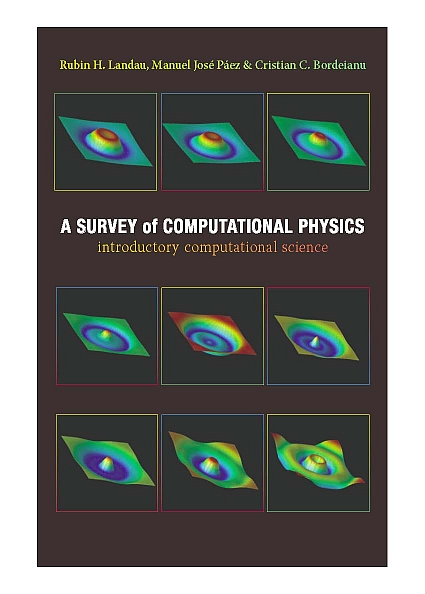 Rubin H. Landau, Manuel José Páez & Cristian C. Bordeianu
A SURVEY of COMPUTATIONAL PHYSICS
introductory computational science